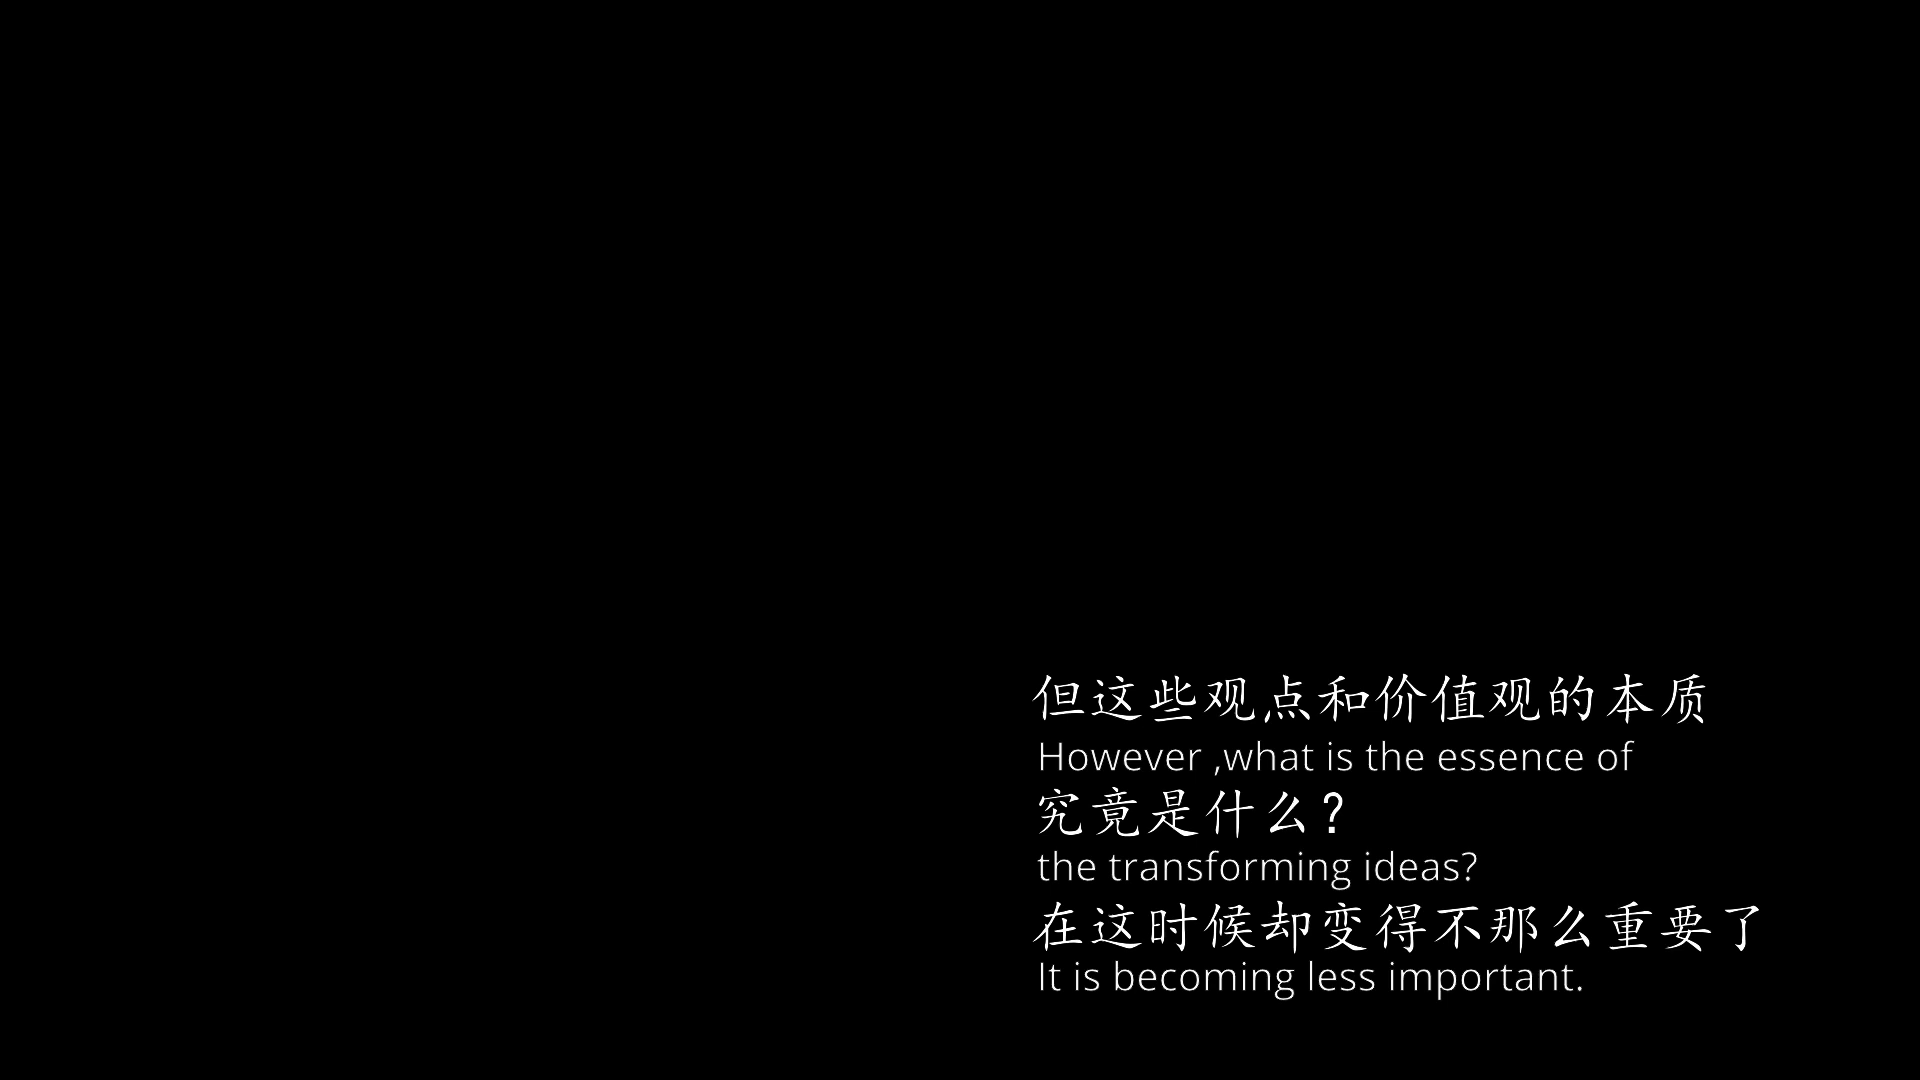 但这些观点和价值观的本质
However ,what is the essence of
究竟是什么？
the transforming ideas?
在这时候却变得不那么重要了
It is becoming less important.